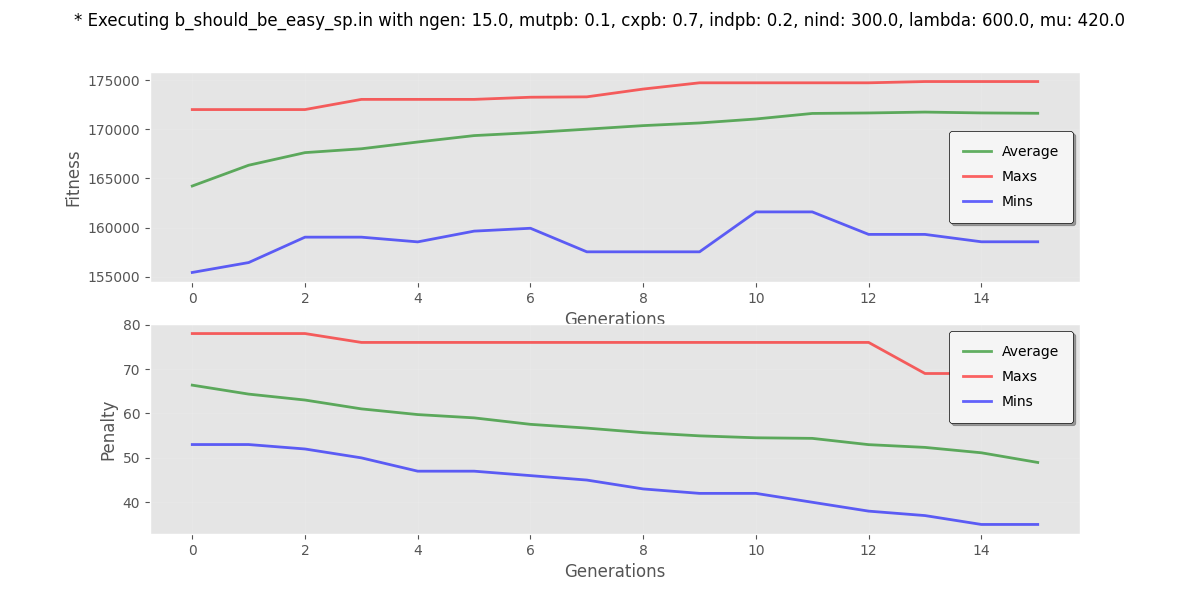 * Executing b_should_be_easy_sp.in with ngen: 15.0, mutpb: 0.1, cxpb: 0.7, indpb: 0.2, nind: 300.0, lambda: 600.0, mu: 420.0
175000
170000
165000
160000
155000
Fitness
Average
Maxs
Mins
0 2 4 6 8 10 12 14
Generations
80
70
60
50
40
Penalty
Average
Maxs
Mins
0 2 4 6 8 10 12 14
Generations